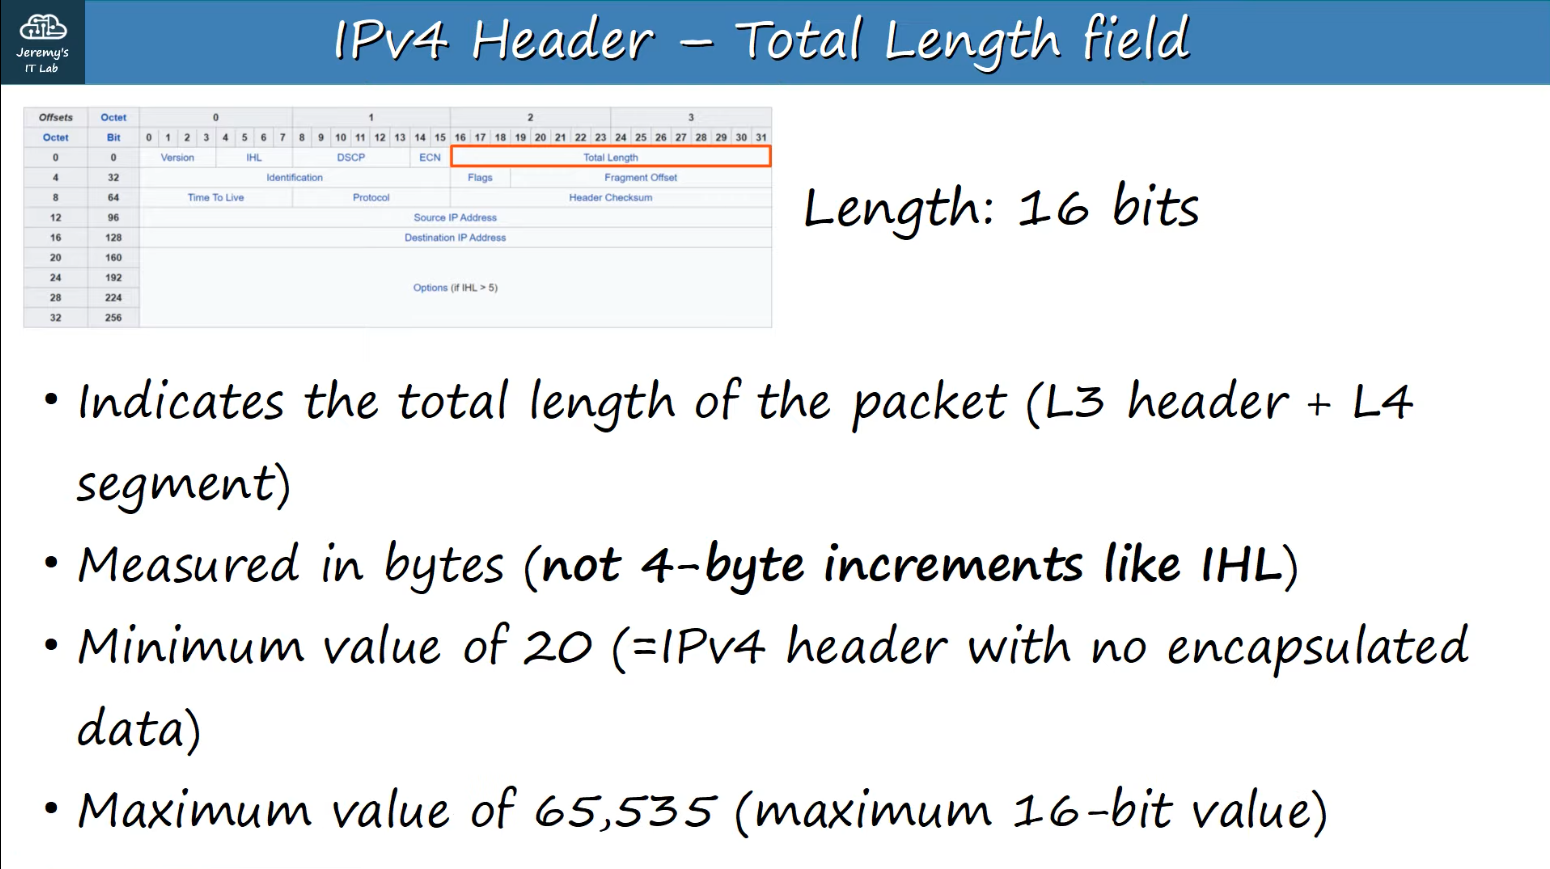 Jeremy's
IT Lab
IPv4 Header – Total Length field
Offsets Octet 0 1 2 3
Octet Bit 0 1 2 3 4 5 6 7 8 9 10 11 12 13 14 15 16 17 18 19 20 21 22 23 24 25 26 27 28 29 30 31
0 0 Version IHL DSCP ECN Total Length
4 32 Identification Flags Fragment Offset
8 64 Time To Live Protocol Header Checksum
12 96 Source IP Address
16 128 Destination IP Address
20 160
24 192
Options (if IHL > 5)
28 224
32 256
Length: 16 bits
• Indicates the total length of the packet (L3 header + L4
segment)
• Measured in bytes (not 4-byte increments like IHL)
• Minimum value of 20 (=IPv4 header with no encapsulated
data)
• Maximum value of 65,535 (maximum 16-bit value)